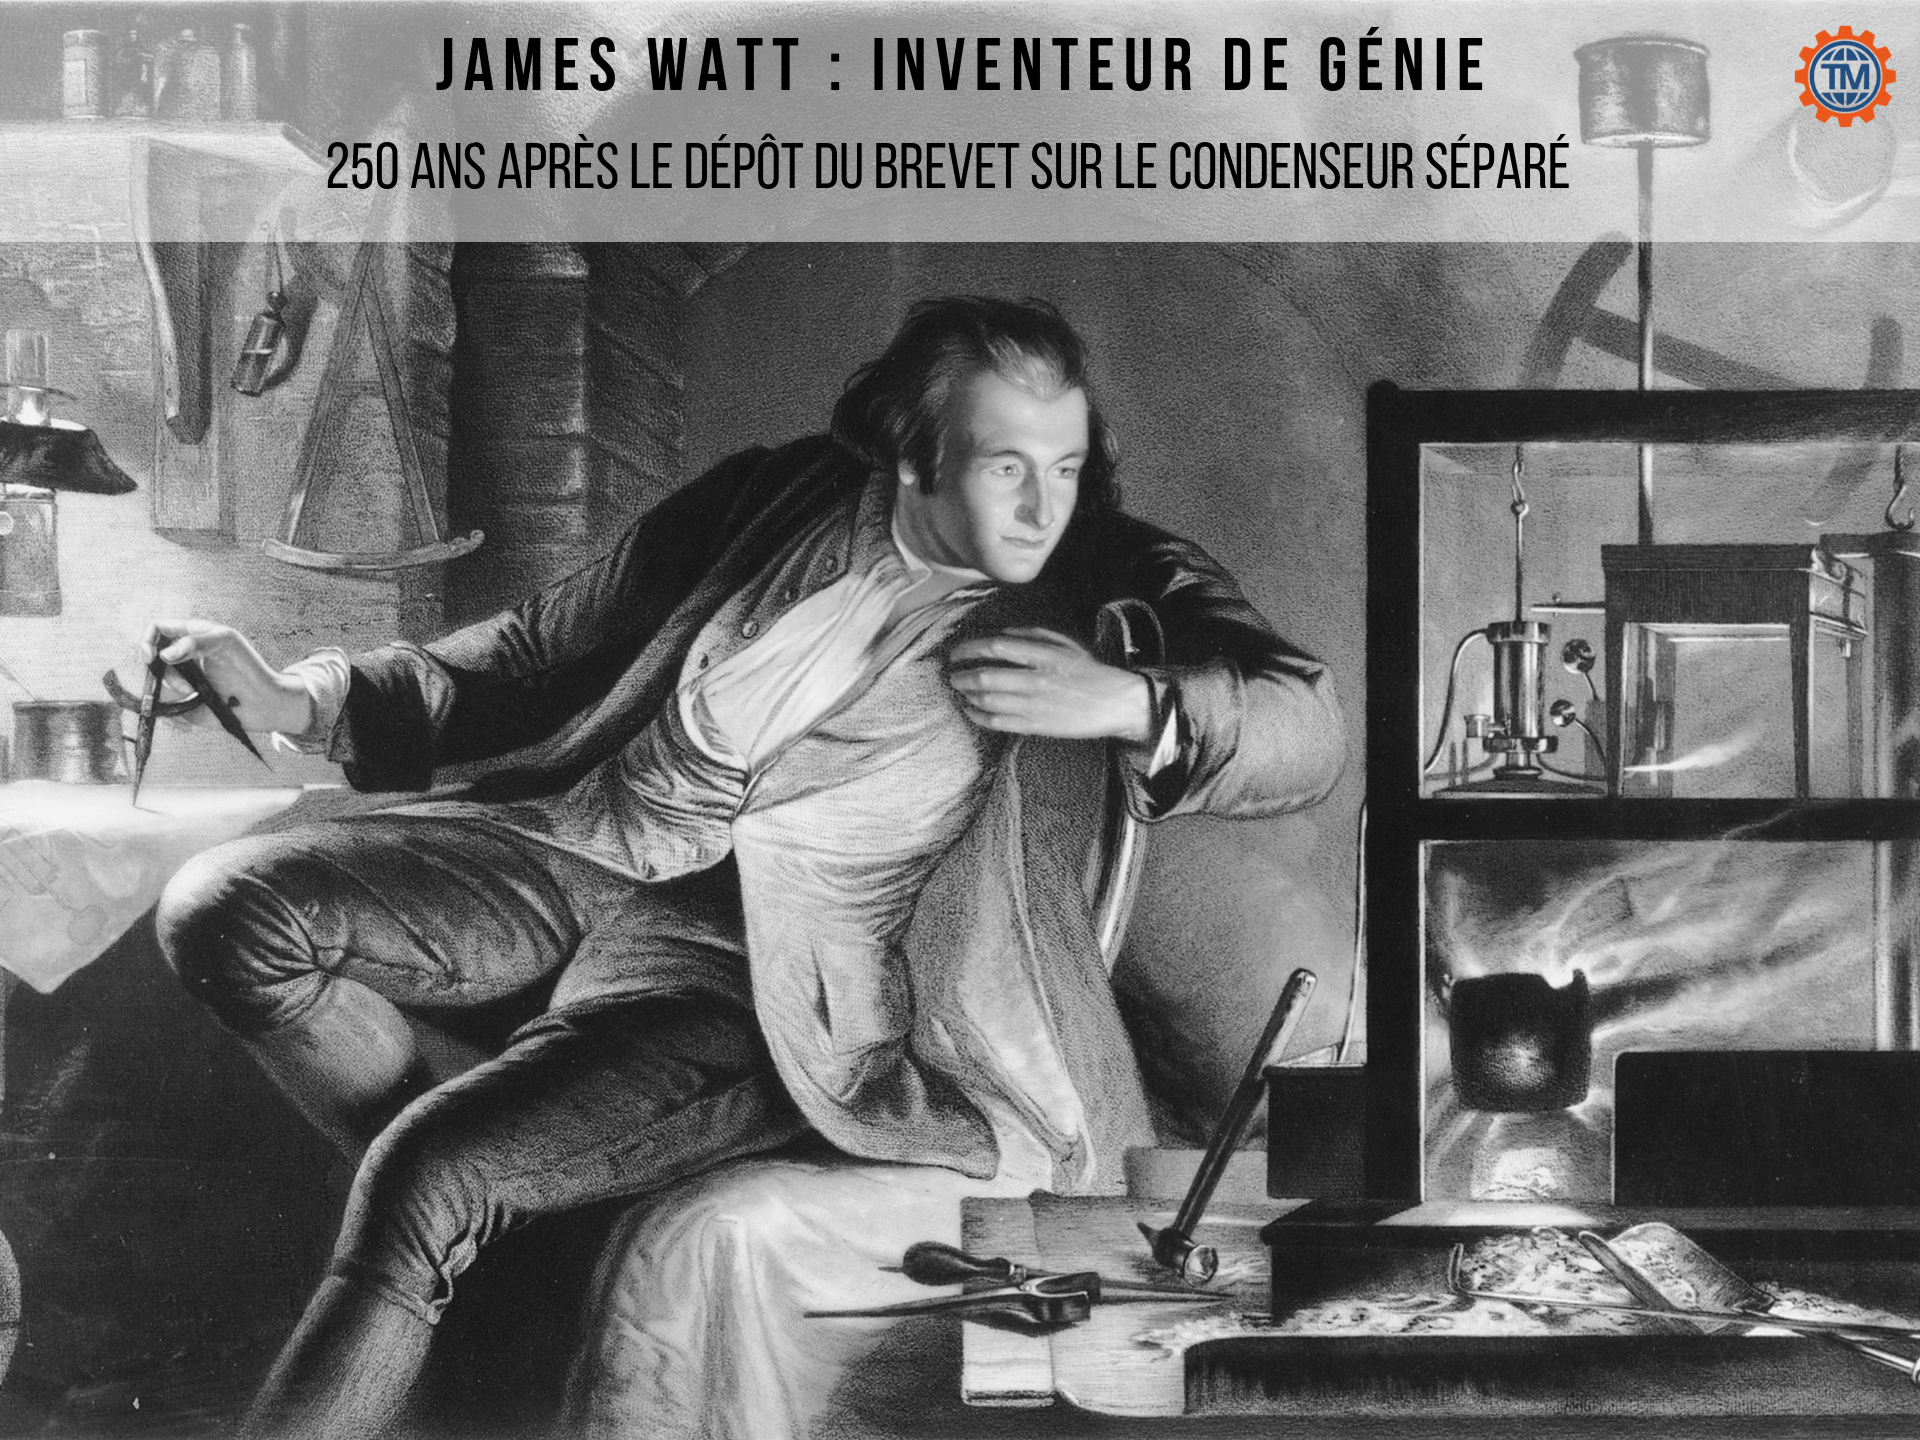 JAMES WATT : INVENTEUR DE GÉNIE
TM
250 ANS APRÈS LE DÉPÔT DU BREVET SUR LE CONDENSEUR SÉPARÉ